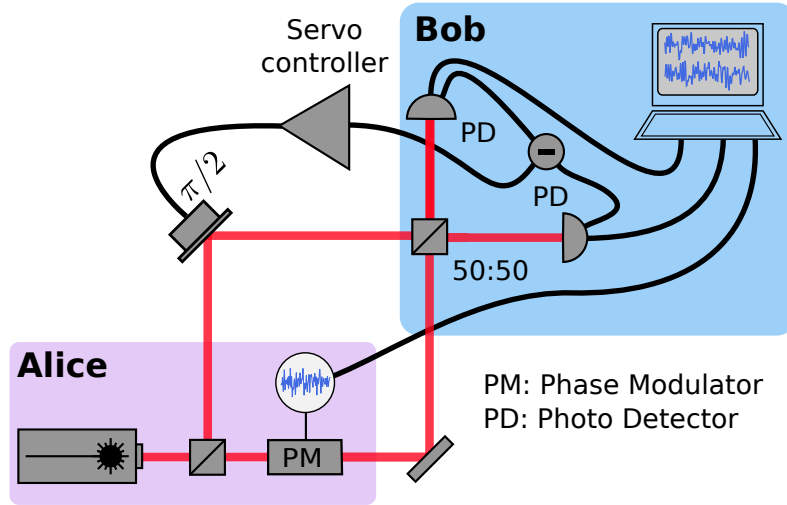 Servo
controller
Bob
PD
PD
π/2
50:50
Alice
PM
PM: Phase Modulator
PD: Photo Detector